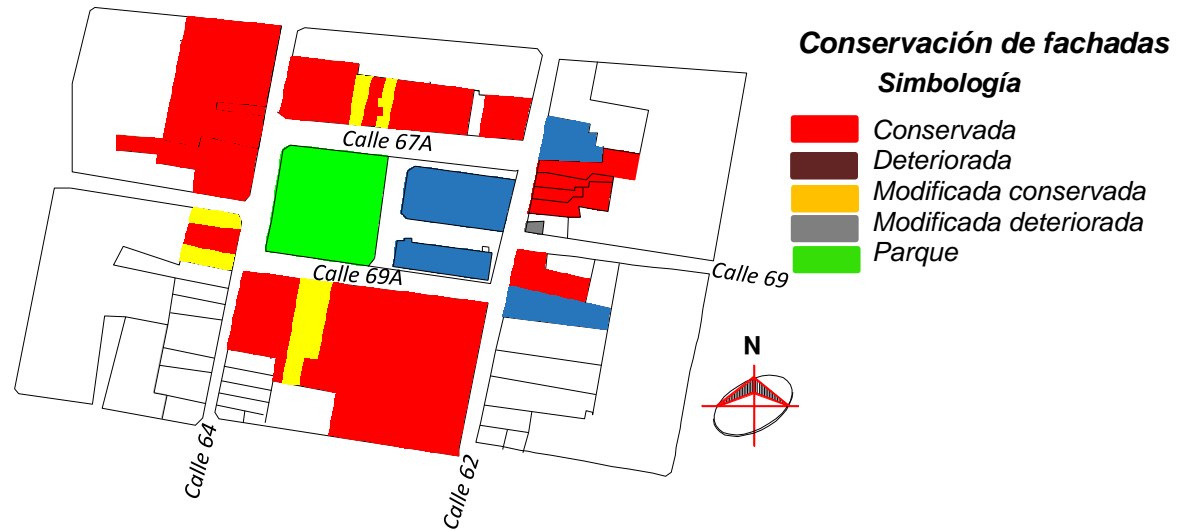 Conservación de fachadas
Simbología
Conservada
Deteriorada
Modificada conservada
Modificada deteriorada
Parque
Calle 67A
Calle 69A
Calle 69
Calle 64
Calle 62
N